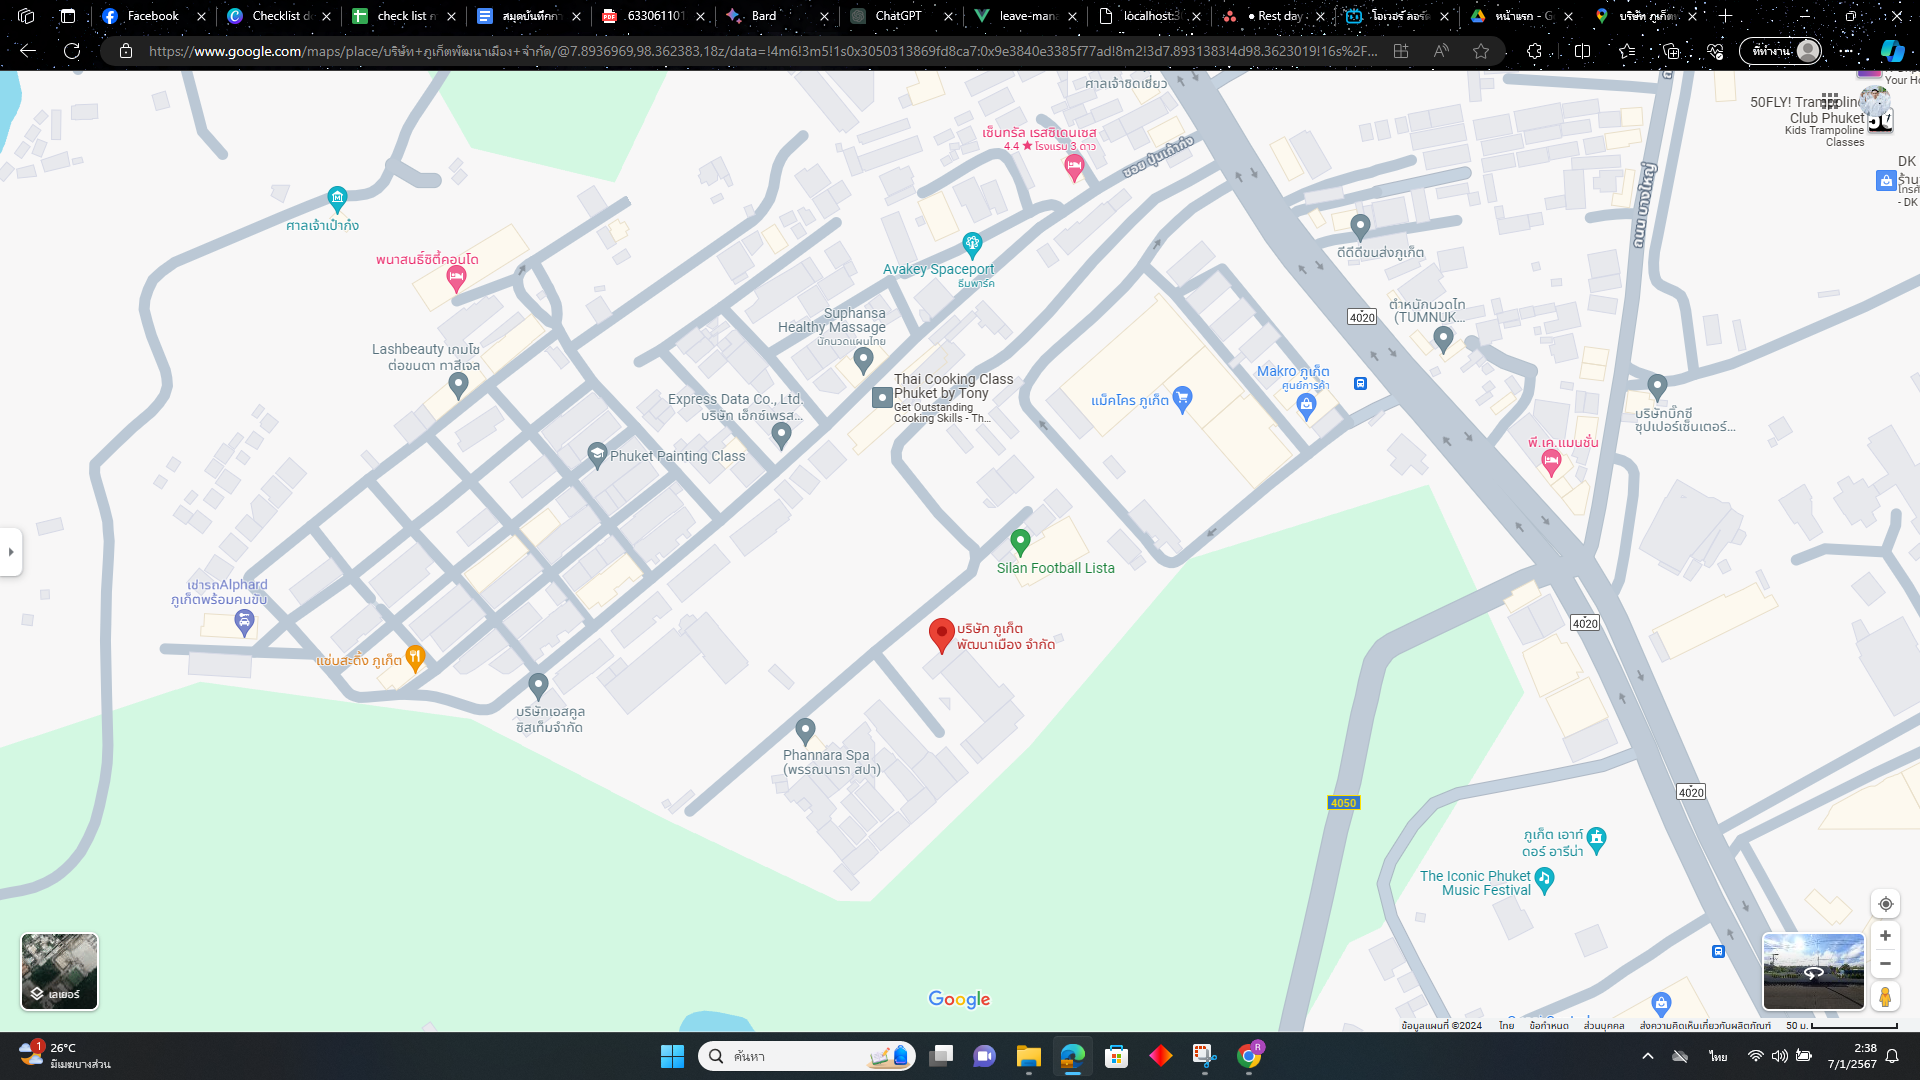 Facebook
Checklist d
check list ก
สมุดบันทึกกา
633061101
Bard
ChatGPT
leave-mana
localhost:3
• Rest day
โอเวอร์ ลอร์ด
หน้าแรก - G
บริษัท ภูเก็ตพั
https://www.google.com/maps/place/บริษัท+ภูเก็ตพัฒนาเมือง+จำกัด/@7.8936969,98.362383,18z/data=!4m6!3m5!1s0x3050313869fd8ca7:0x9e3840e3385f77ad!8m2!3d7.8931383!4d98.3623019!16s%2F...
ที่ทำงาน
ศาลเจ้าซิดเซี่ยว
Your Ho
50FLY! Trampoline
Club Phuket
Kids Trampoline
Classes
เซ็นทรัล เรสซิเดนเซส
4.4 ★ โรงแรม 3 ดาว
ซอย ปุ่นเถ้าก๋ง
ถนน บางใหญ่
DK
- DK
ศาลเจ้าเป่าก๋ง
พนาสนธิ์ซิตี้คอนโด
Avakey Spaceport
ธีมพาร์ค
ดีดีดีขนส่งภูเก็ต
Suphansa
Healthy Massage
นักนวดแผนไทย
4020
ตำหนักนวดไท
(TUMNUK...
Lashbeauty เกมโซ
ต่อขนตา ทาสีเจล
Thai Cooking Class
Phuket by Tony
Get Outstanding
Cooking Skills - Th...
Makro ภูเก็ต
ศูนย์การค้า
แม็คโคร ภูเก็ต
Express Data Co., Ltd.
บริษัท เอ็กซ์เพรส...
บริษัทบิ๊กซี
ซุปเปอร์เซ็นเตอร์...
พี.เค.แมนชั่น
Phuket Painting Class
Silan Football Lista
เช่ารถAlphard
ภูเก็ตพร้อมคนขับ
บริษัท ภูเก็ต
พัฒนาเมือง จำกัด
4020
แซ่บสะดิ้ง ภูเก็ต
บริษัทเอสคูล
ซิสเท็มจำกัด
Phannara Spa
(พรรณนารา สปา)
4020
4050
ภูเก็ต เอาท์
ดอร์ อารีน่า
The Iconic Phuket
Music Festival
เลเยอร์
Google
ข้อมูลแผนที่ ©2024
ไทย
ข้อกำหนด
ส่วนบุคคล
ส่งความคิดเห็นเกี่ยวกับผลิตภัณฑ์
50 ม.
1
26°C
มีเมฆบางส่วน
ค้นหา
R
ไทย
2:38
7/1/2567